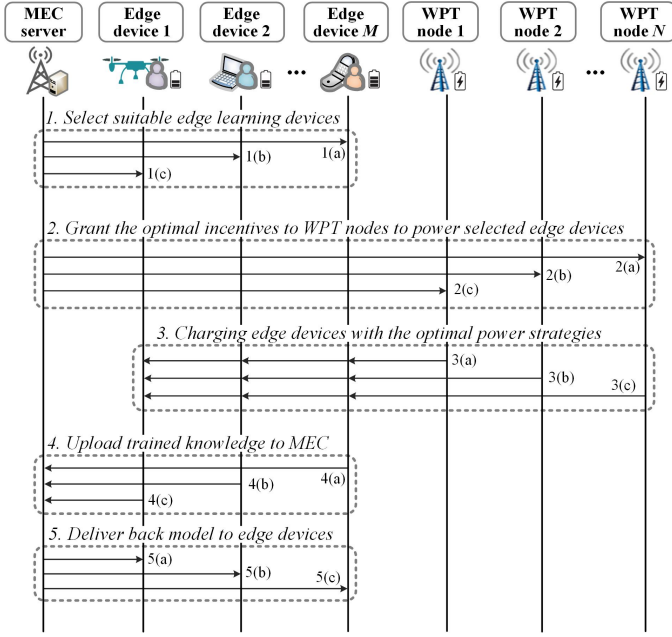 MEC server
Edge device 1
Edge device 2
Edge device M
WPT node 1
WPT node 2
WPT node N
...
...
1. Select suitable edge learning devices
1(a)
1(b)
1(c)
2. Grant the optimal incentives to WPT nodes to power selected edge devices
2(a)
2(b)
2(c)
3. Charging edge devices with the optimal power strategies
3(a)
3(b)
3(c)
4. Upload trained knowledge to MEC
4(a)
4(b)
4(c)
5. Deliver back model to edge devices
5(a)
5(b)
5(c)